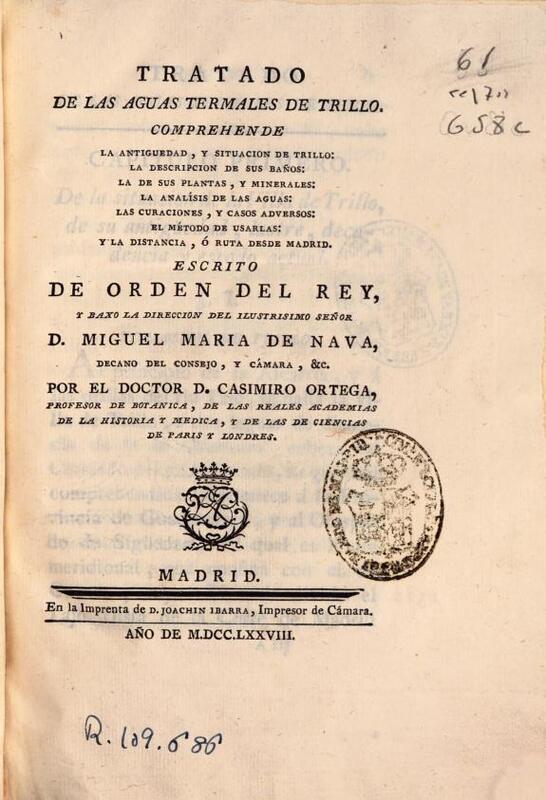 TRATADO
DE LAS AGUAS TERMALES DE TRILLO.
COMPREHENDE
LA ANTIGUEDAD, Y SITUACION DE TRILLO:
LA DESCRIPCION DE SUS BAÑOS:
LA DE SUS PLANTAS, Y MINERALES:
LA ANALÍSIS DE LAS AGUAS:
LAS CURACIONES, Y CASOS ADVERSOS:
EL MÉTODO DE USARLAS:
Y LA DISTANCIA, Ó RUTA DESDE MADRID.
ESCRITO
DE ORDEN DEL REY,
Y BAXO LA DIRECCION DEL ILUSTRISIMO SEÑOR
D. MIGUEL MARIA DE NAVA,
DECANO DEL CONSEJO, Y CÁMARA, &c.
POR EL DOCTOR D. CASIMIRO ORTEGA,
PROFESOR DE BOTANICA, DE LAS REALES ACADEMIAS
DE LA HISTORIA Y MEDICA, Y DE LAS DE CIENCIAS
DE PARIS Y LONDRES.
MADRID.
En la Imprenta de D. JOACHIN IBARRA, Impresor de Cámara.
AÑO DE M.DCC.LXXVIII.
61
658c
R. 109.686